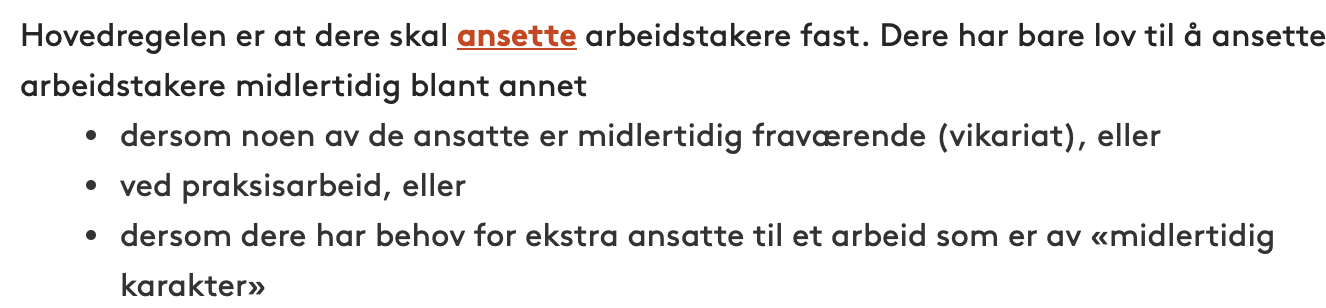 Hovedregelen er at dere skal ansette arbeidstakere fast. Dere har bare lov til å ansette
arbeidstakere midlertidig blant annet
• dersom noen av de ansatte er midlertidig fraværende (vikariat), eller
• ved praksisarbeid, eller
• dersom dere har behov for ekstra ansatte til et arbeid som er av «midlertidig
karakter»